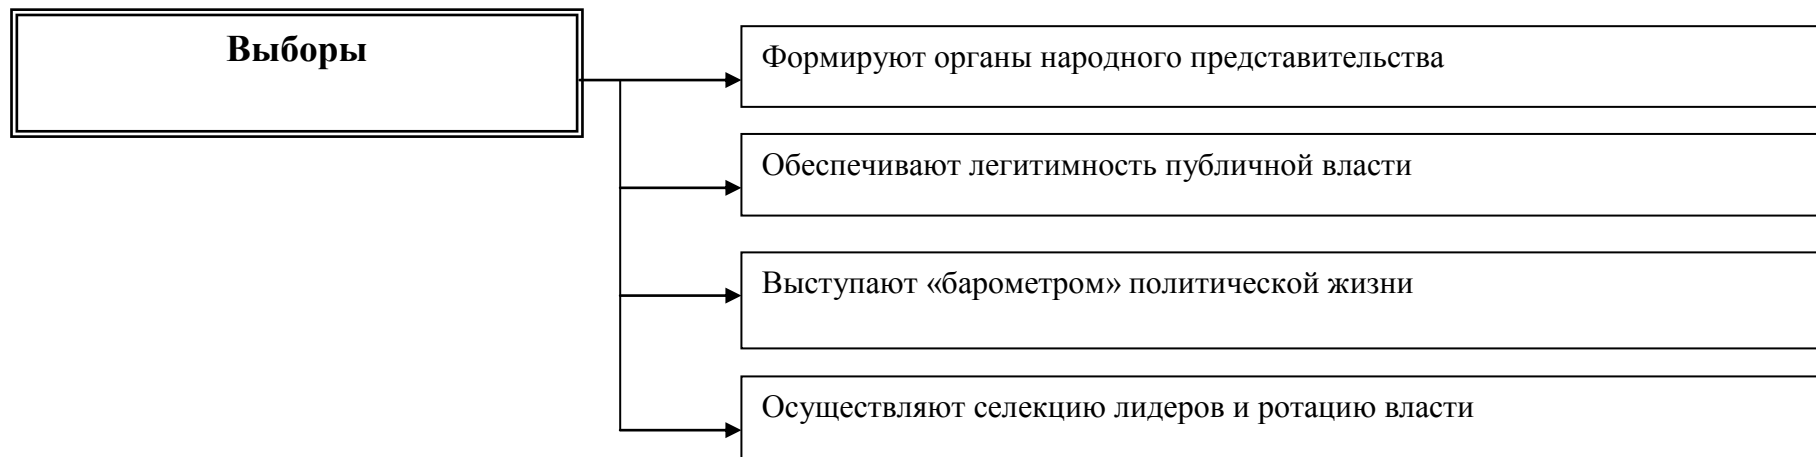 Выборы
Формируют органы народного представительства
Обеспечивают легитимность публичной власти
Выступают «барометром» политической жизни
Осуществляют селекцию лидеров и ротацию власти